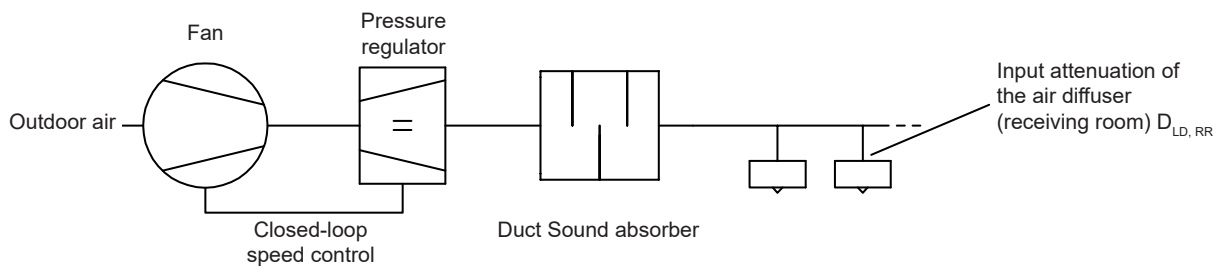 Fan
Pressure
regulator
Outdoor air
=
Input attenuation of
the air diffuser
(receiving room) D_LD, RR
Closed-loop
speed control
Duct Sound absorber